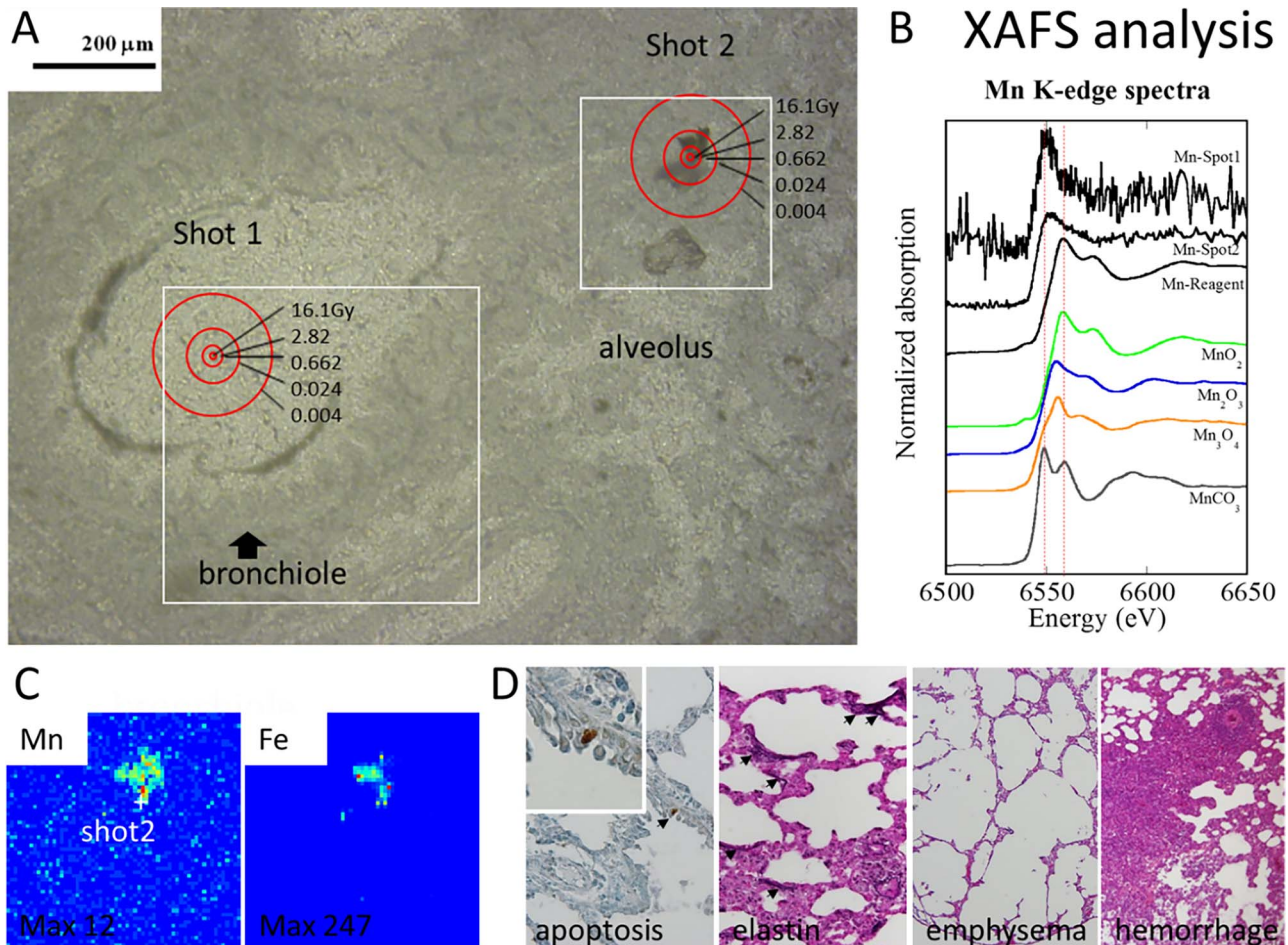 A
200 μm
Shot 2
16.1Gy
2.82
0.662
0.024
0.004
Shot 1
16.1Gy
2.82
0.662
0.024
0.004
alveolus
bronchiole
B
XAFS analysis
Mn K-edge spectra
Normalized absorption
Mn-Spot1
Mn-Spot2
Mn-Reagent
MnO2
Mn2O3
Mn3O4
MnCO3
6500 6550 6600 6650
Energy (eV)
C
Mn
Fe
shot2
Max 12
Max 247
D
apoptosis
elastin
emphysema
hemorrhage